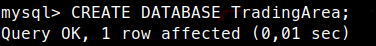 mysql> CREATE DATABASE TradingArea;
Query OK, 1 row affected (0,01 sec)